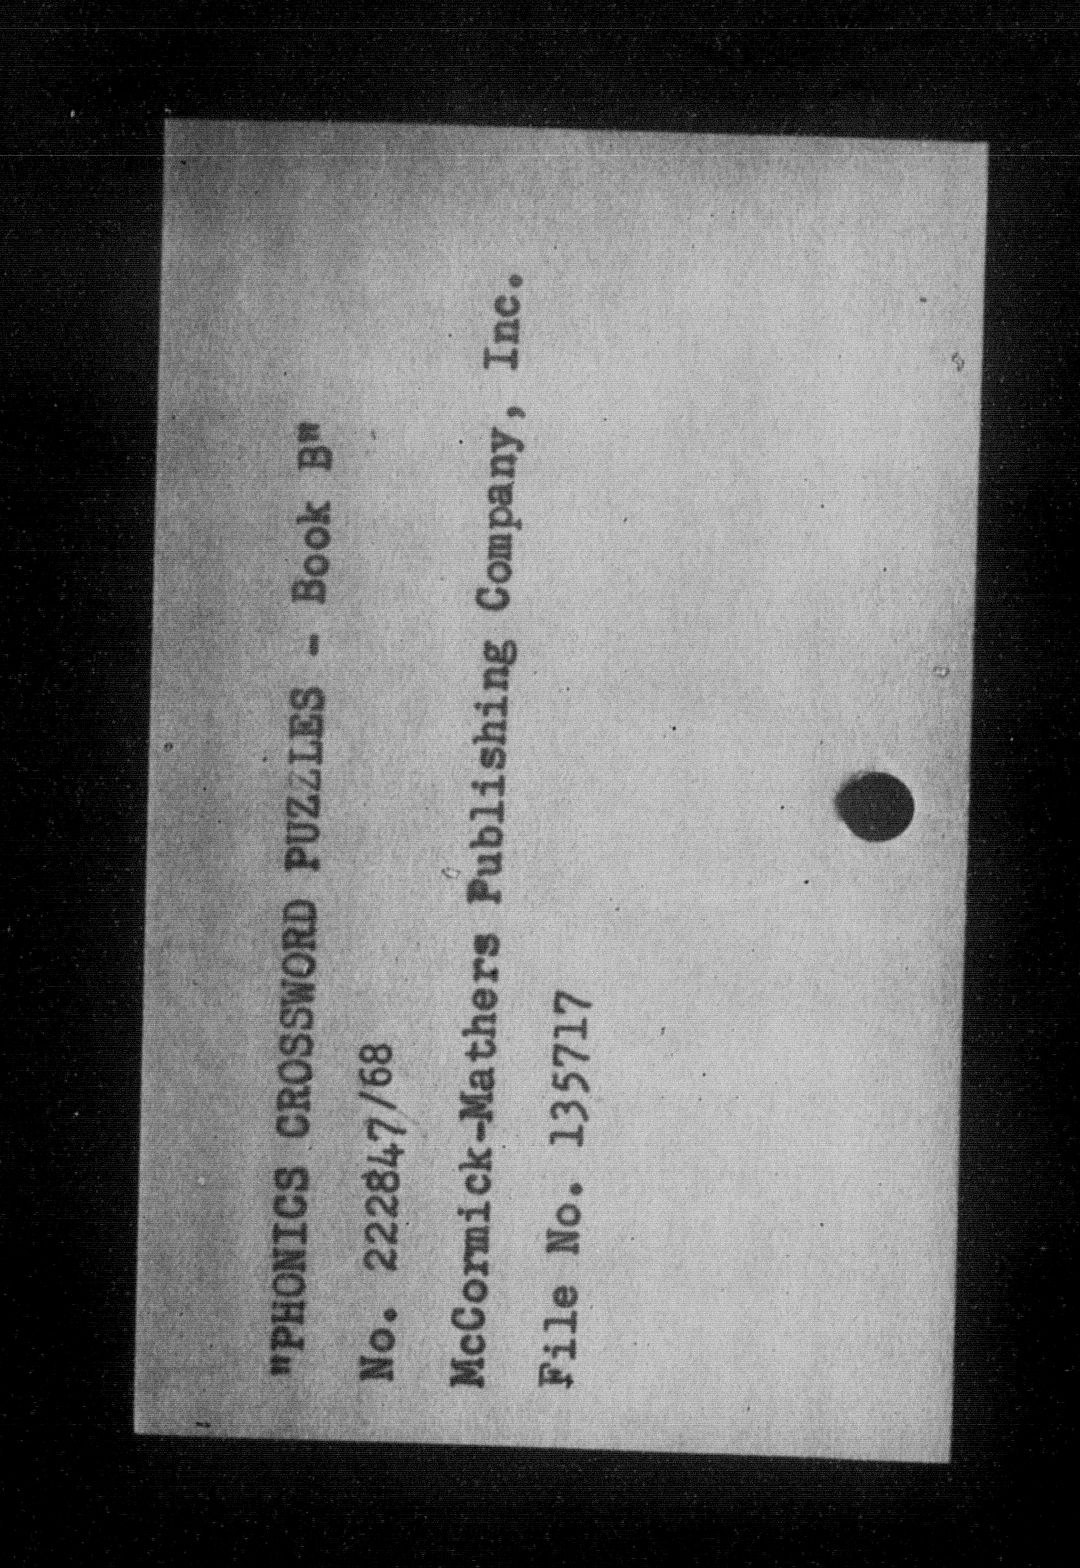 "PHONICS CROSSWORD PUZZLES - Book B"
No. 222847/68
McCormick-Mathers Publishing Company, Inc.
File No. 135717